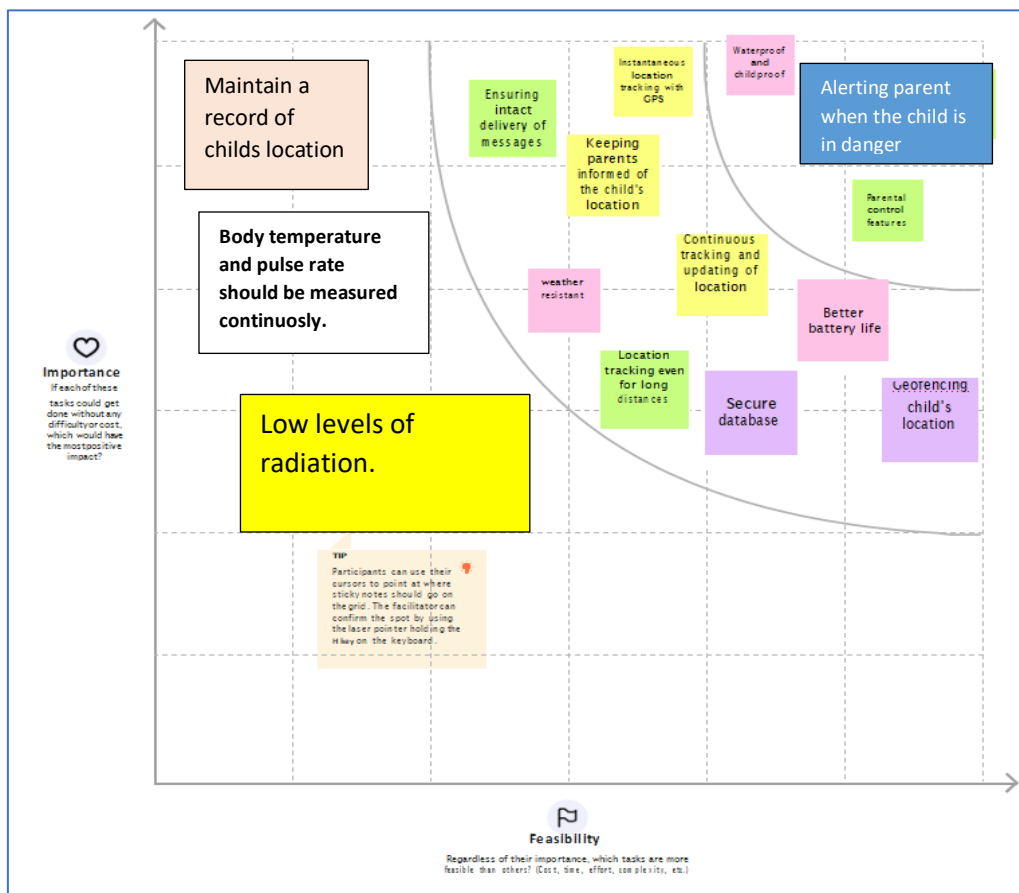 Maintain a
record of
childs location
Ensuring
intact
delivery of
messages
Instantaneous
location
tracking with
GPS
Waterproof
and
childproof
Alerting parent
when the child is
in danger
Keeping
parents
informed of
the child's
location
Parental
control
features
Body temperature
and pulse rate
should be measured
continuosly.
Continuous
tracking and
updating of
location
weather
resistant
Better
battery life
Importance
If each of these
tasks could get
done without any
difficulty or cost,
which would have
the most positive
impact?
Location
tracking even
for long
distances
Secure
database
Geofencing
child's
location
Low levels of
radiation.
TIP
Participants can use their
cursors to point at where
sticky notes should go on
the grid. The facilitator can
confirm the spot by using
the laser pointer holding the
H key on the keyboard.
Feasibility
Regardless of their importance, which tasks are more
feasible than others? (Cost, time, effort, complexity, etc.)